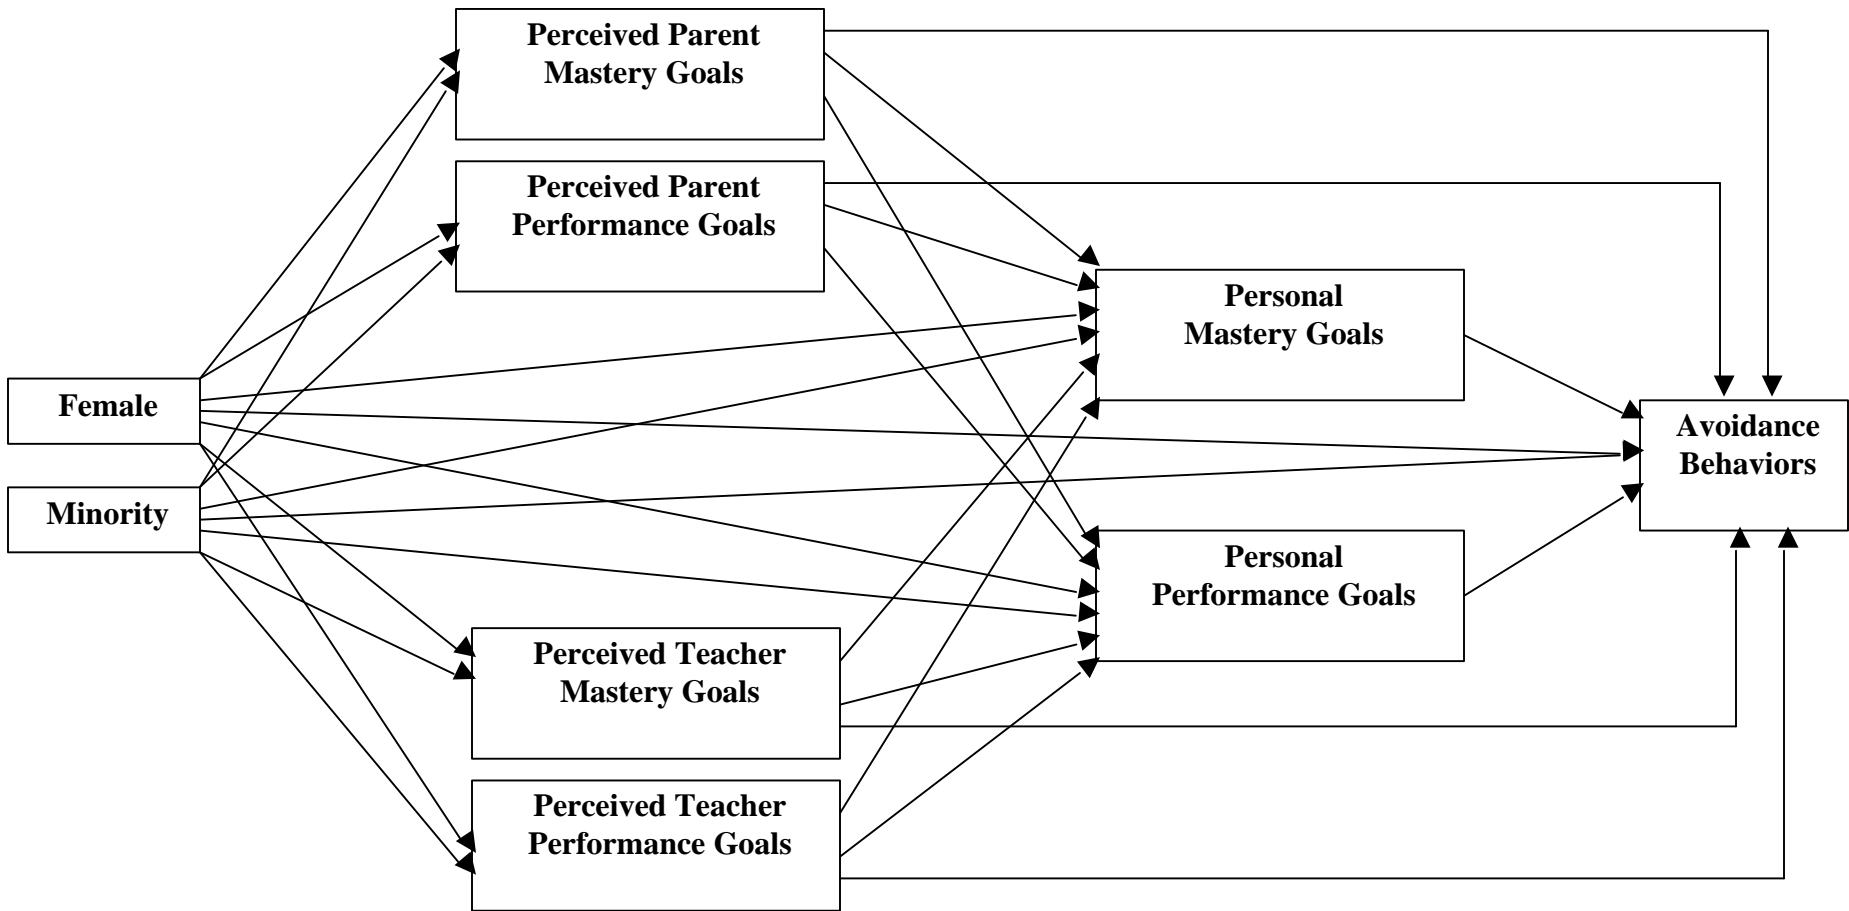 Perceived Parent
Mastery Goals
Perceived Parent
Performance Goals
Personal
Mastery Goals
Female
Avoidance
Behaviors
Minority
Personal
Performance Goals
Perceived Teacher
Mastery Goals
Perceived Teacher
Performance Goals